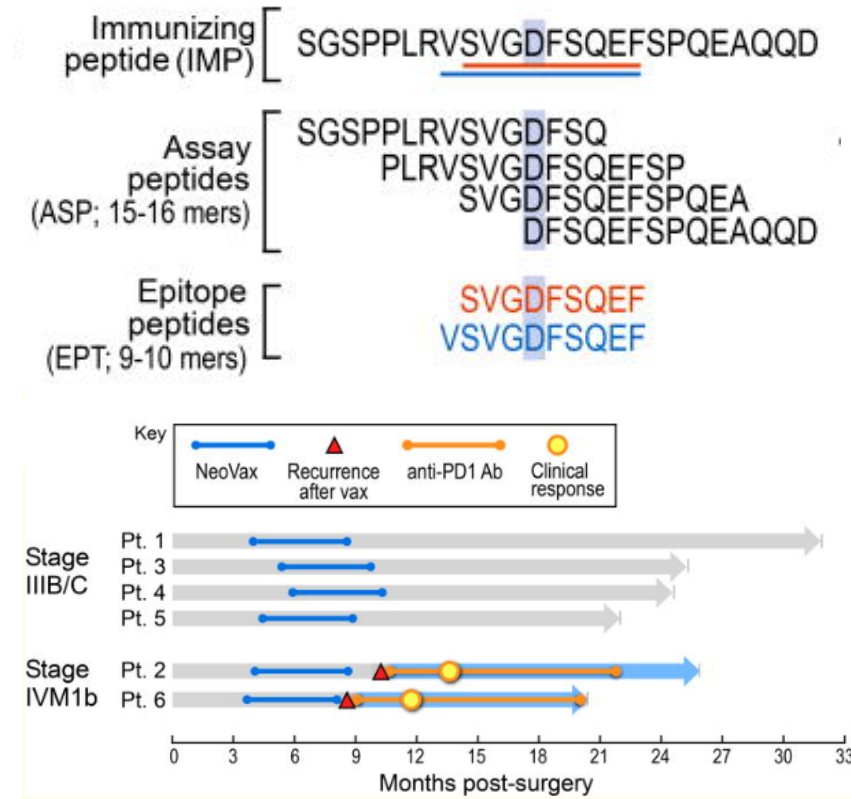 Immunizing
peptide (IMP)
SGSPPLRVSVGDFSQEFSPQEAQQD
Assay
peptides
(ASP; 15-16 mers)
SGSPPLRVSVGDFSQ
PLRVSVGDFSQEFSP
SVGDFSQEFSPQEA
DFSQEFSPQEAQQD
Epitope
peptides
(EPT; 9-10 mers)
SVGDFSQEF
VSVGDFSQEF
Key
NeoVax
Recurrence
after vax
anti-PD1 Ab
Clinical
response
Stage
IIIB/C
Pt. 1
Pt. 3
Pt. 4
Pt. 5
Stage
IVM1b
Pt. 2
Pt. 6
0 3 6 9 12 15 18 21 24 27 30 33
Months post-surgery